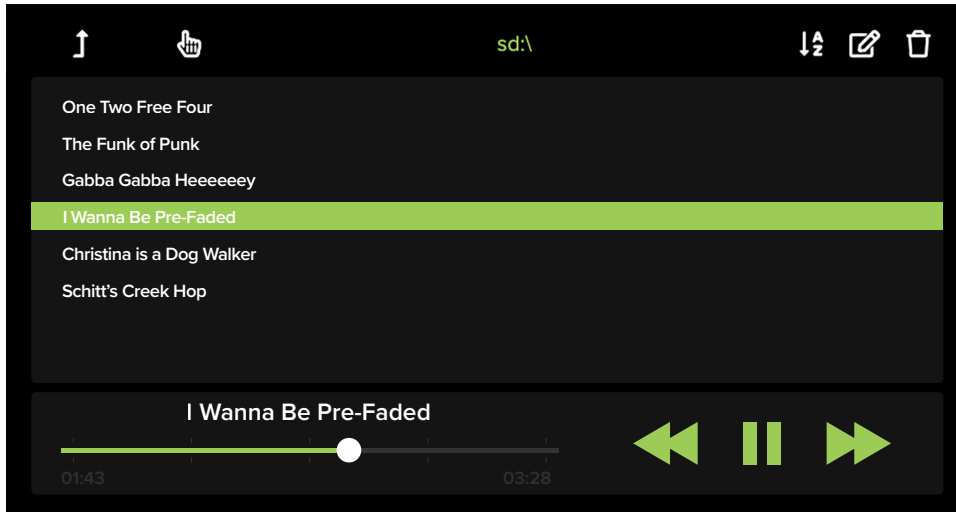 sd:\
One Two Free Four
The Funk of Punk
Gabba Gabba Heeeeeey
I Wanna Be Pre-Faded
Christina is a Dog Walker
Schitt’s Creek Hop
I Wanna Be Pre-Faded
01:43 03:28